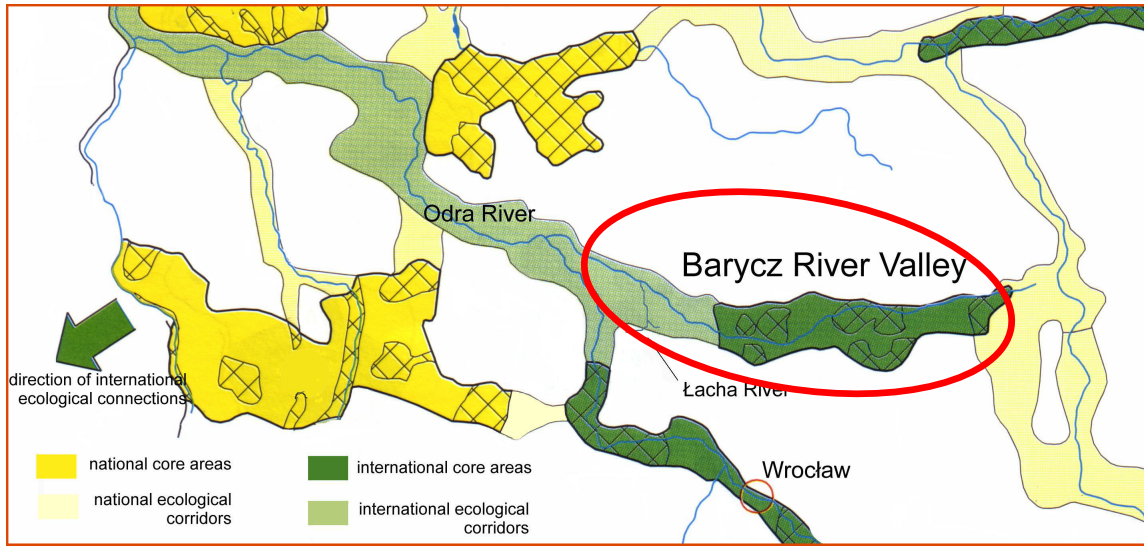 Odra River
Barycz River Valley
direction of international
ecological connections
Łacha River
Wrocław
national core areas
national ecological
corridors
international core areas
international ecological
corridors